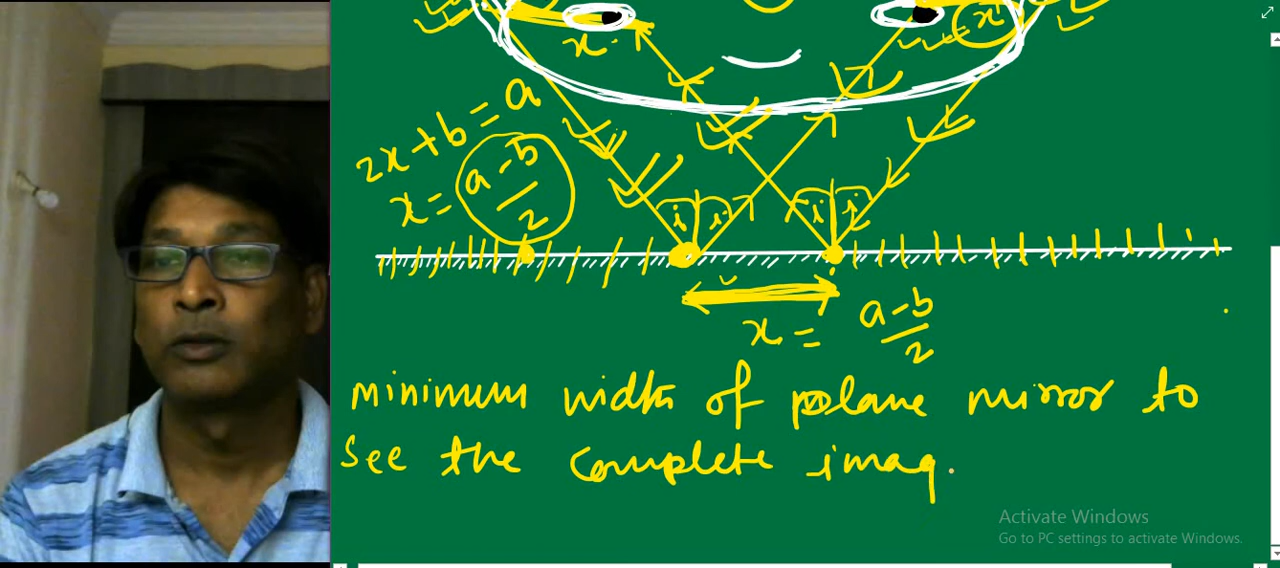 x
x
2x+b=a
x= a-b/2
i i i i
x= a-b/2
minimum width of plane mirror to
see the complete imag.
Activate Windows
Go to PC settings to activate Windows.